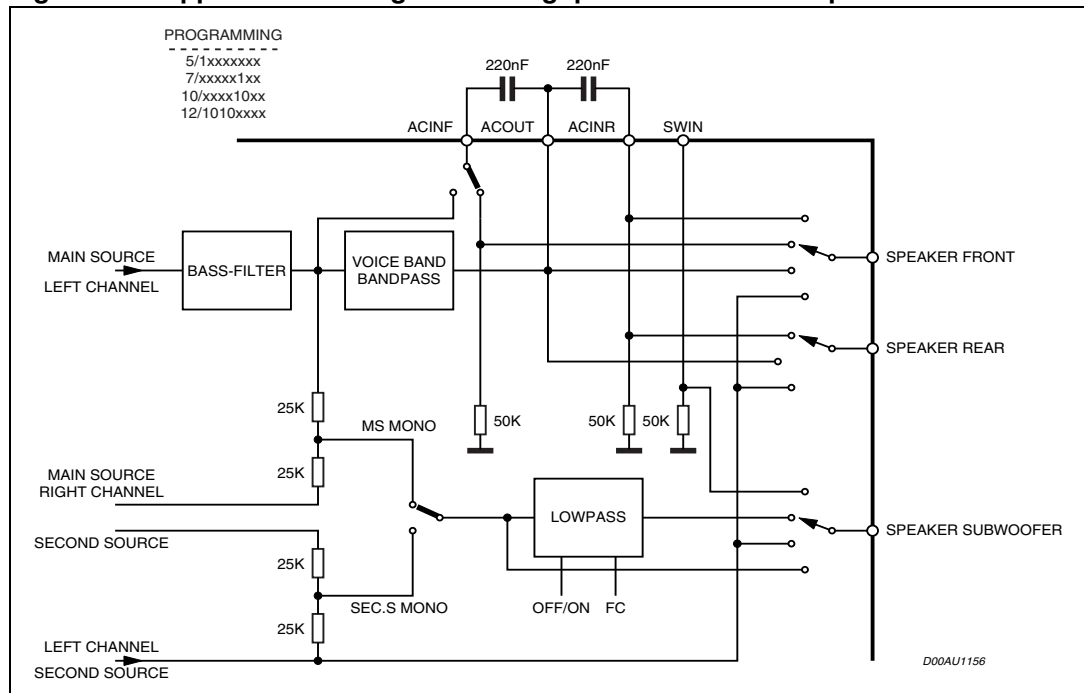 PROGRAMMING
5/1xxxxxxx
7/xxxxx1xx
10/xxxx10xx
12/1010xxxx
220nF 220nF
ACINF ACOUT ACINR SWIN
MAIN SOURCE
LEFT CHANNEL
BASS-FILTER
VOICE BAND
BANDPASS
SPEAKER FRONT
SPEAKER REAR
25K
MS MONO
50K 50K 50K
25K
MAIN SOURCE
RIGHT CHANNEL
LOWPASS
SECOND SOURCE
SPEAKER SUBWOOFER
25K
SEC.S MONO
OFF/ON FC
25K
LEFT CHANNEL
SECOND SOURCE
D00AU1156